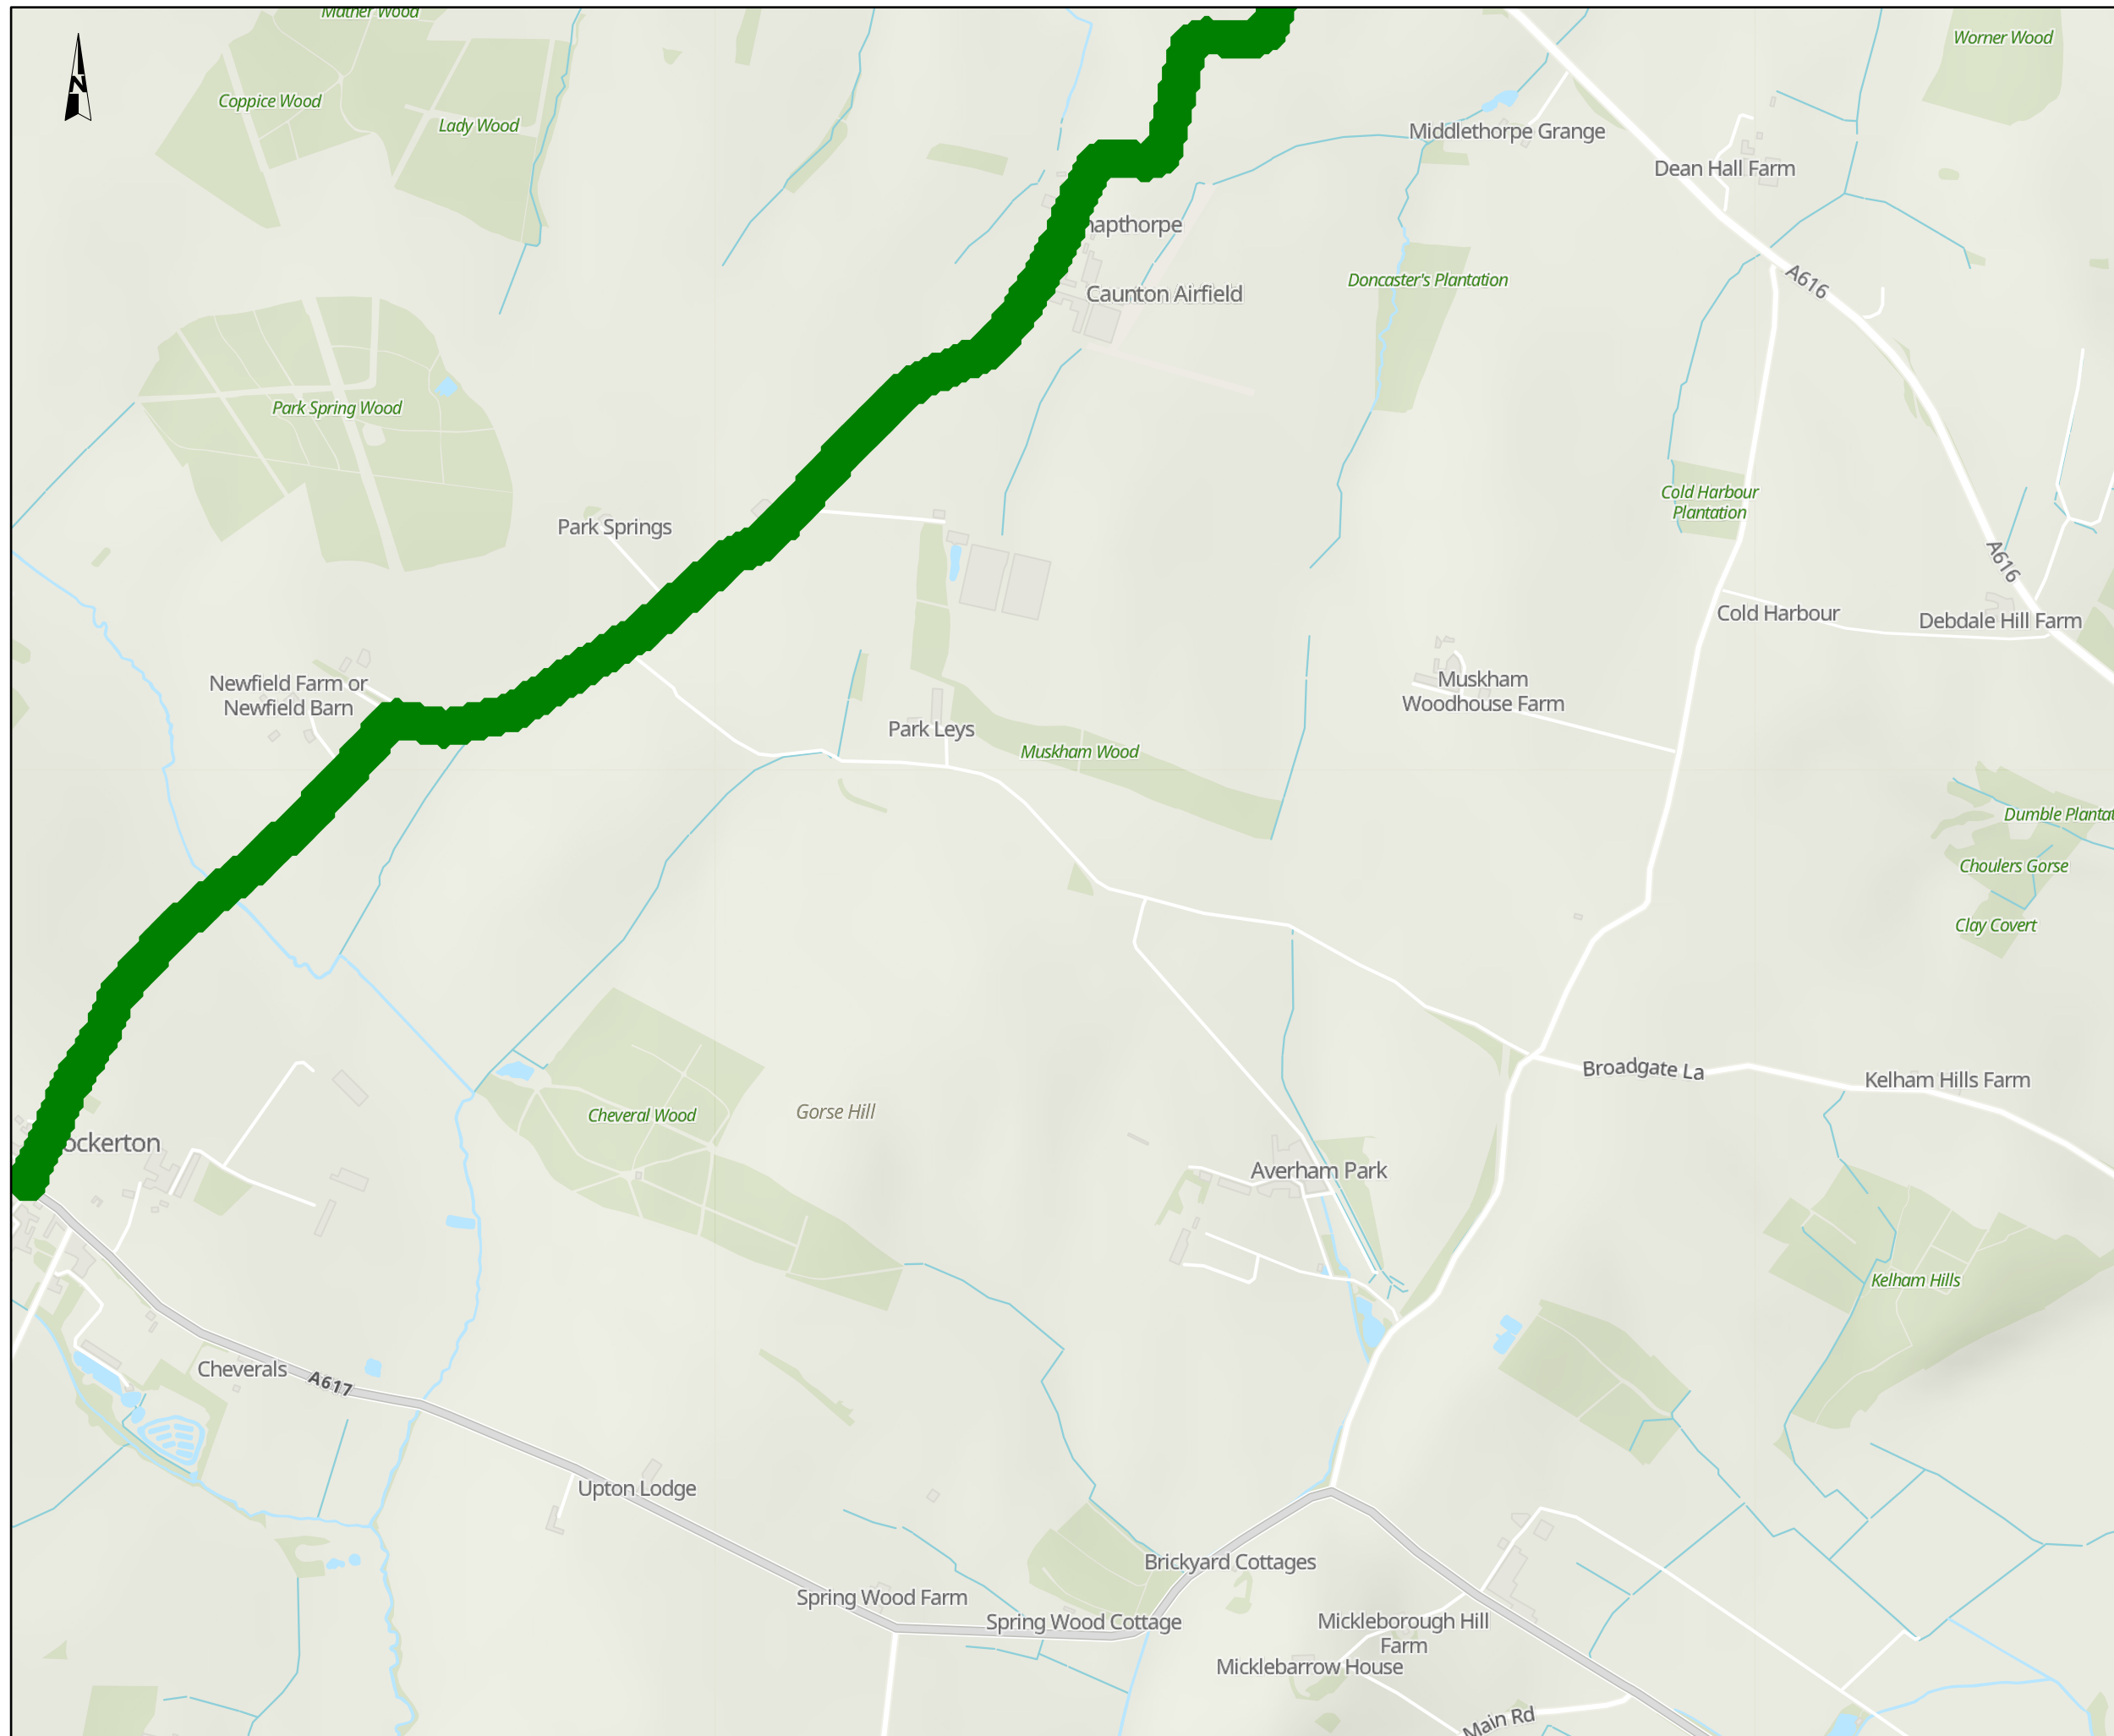 Mather Wood
Worner Wood
N
Coppice Wood
Lady Wood
Middlethorpe Grange
Dean Hall Farm
hapthorpe
Doncaster's Plantation
A616
Caunton Airfield
Park Spring Wood
Cold Harbour
Plantation
Park Springs
A616
Cold Harbour
Debdale Hill Farm
Newfield Farm or
Newfield Barn
Muskham
Woodhouse Farm
Park Leys
Muskham Wood
Dumble Plantat
Choulers Gorse
Clay Covert
Broadgate La
Kelham Hills Farm
Cheveral Wood
Gorse Hill
ockerton
Averham Park
Kelham Hills
Cheverals
A617
Upton Lodge
Brickyard Cottages
Spring Wood Farm
Spring Wood Cottage
Mickleborough Hill
Farm
Micklebarrow House
Main Rd